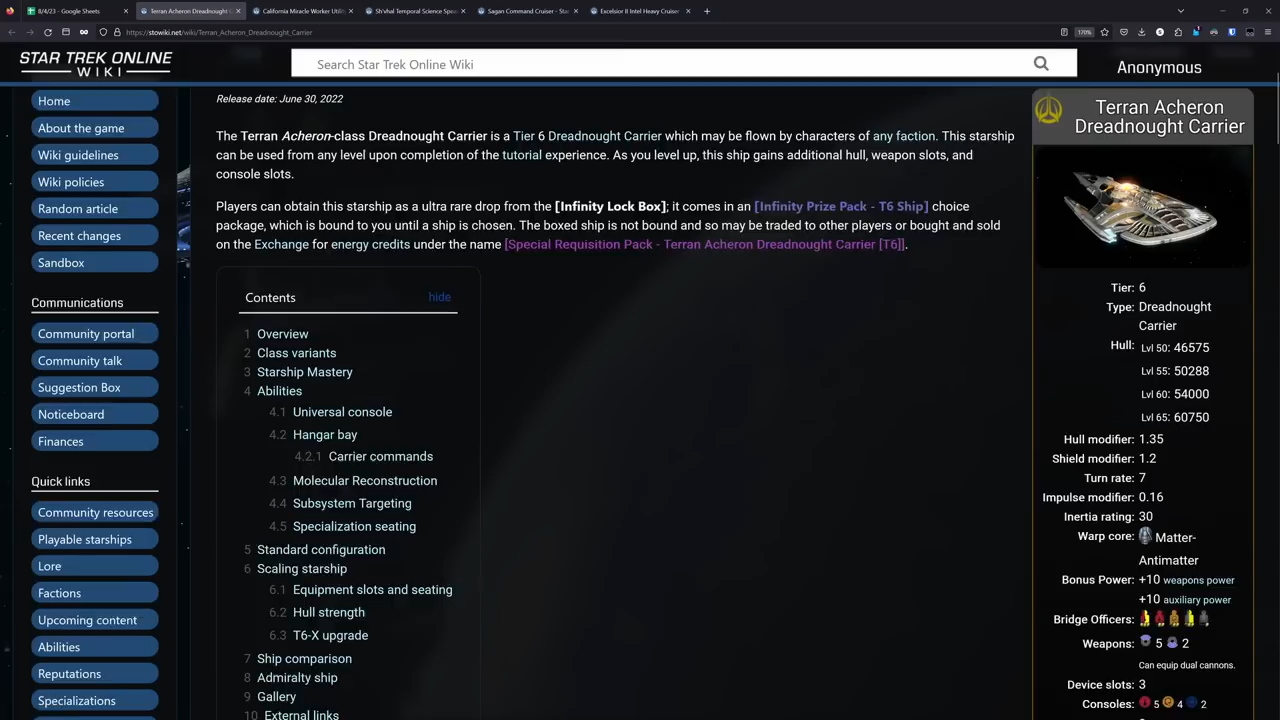 8/4/23 - Google Sheets
Terran Acheron Dreadnought C
California Miracle Worker Utility
Sh'vhal Temporal Science Spea
Sagan Command Cruiser - Sta
Excelsior II Intel Heavy Cruiser
https://stowiki.net/wiki/Terran_Acheron_Dreadnought_Carrier
170%
STAR TREK ONLINE
WIKI
Search Star Trek Online Wiki
Anonymous
Home
About the game
Wiki guidelines
Wiki policies
Random article
Recent changes
Sandbox
Communications
Community portal
Community talk
Suggestion Box
Noticeboard
Finances
Quick links
Community resources
Playable starships
Lore
Factions
Upcoming content
Abilities
Reputations
Specializations
Release date: June 30, 2022
The Terran Acheron-class Dreadnought Carrier is a Tier 6 Dreadnought Carrier which may be flown by characters of any faction. This starship
can be used from any level upon completion of the tutorial experience. As you level up, this ship gains additional hull, weapon slots, and
console slots.
Players can obtain this starship as a ultra rare drop from the [Infinity Lock Box]; it comes in an [Infinity Prize Pack - T6 Ship] choice
package, which is bound to you until a ship is chosen. The boxed ship is not bound and so may be traded to other players or bought and sold
on the Exchange for energy credits under the name [Special Requisition Pack - Terran Acheron Dreadnought Carrier [T6]].
Contents hide
1 Overview
2 Class variants
3 Starship Mastery
4 Abilities
4.1 Universal console
4.2 Hangar bay
4.2.1 Carrier commands
4.3 Molecular Reconstruction
4.4 Subsystem Targeting
4.5 Specialization seating
5 Standard configuration
6 Scaling starship
6.1 Equipment slots and seating
6.2 Hull strength
6.3 T6-X upgrade
7 Ship comparison
8 Admiralty ship
9 Gallery
10 External links
Terran Acheron
Dreadnought Carrier
Tier: 6
Type: Dreadnought
Carrier
Hull: Lvl 50: 46575
Lvl 55: 50288
Lvl 60: 54000
Lvl 65: 60750
Hull modifier: 1.35
Shield modifier: 1.2
Turn rate: 7
Impulse modifier: 0.16
Inertia rating: 30
Warp core: Matter-
Antimatter
Bonus Power: +10 weapons power
+10 auxiliary power
Bridge Officers:
Weapons: 5 2
Can equip dual cannons.
Device slots: 3
Consoles: 5 4 2